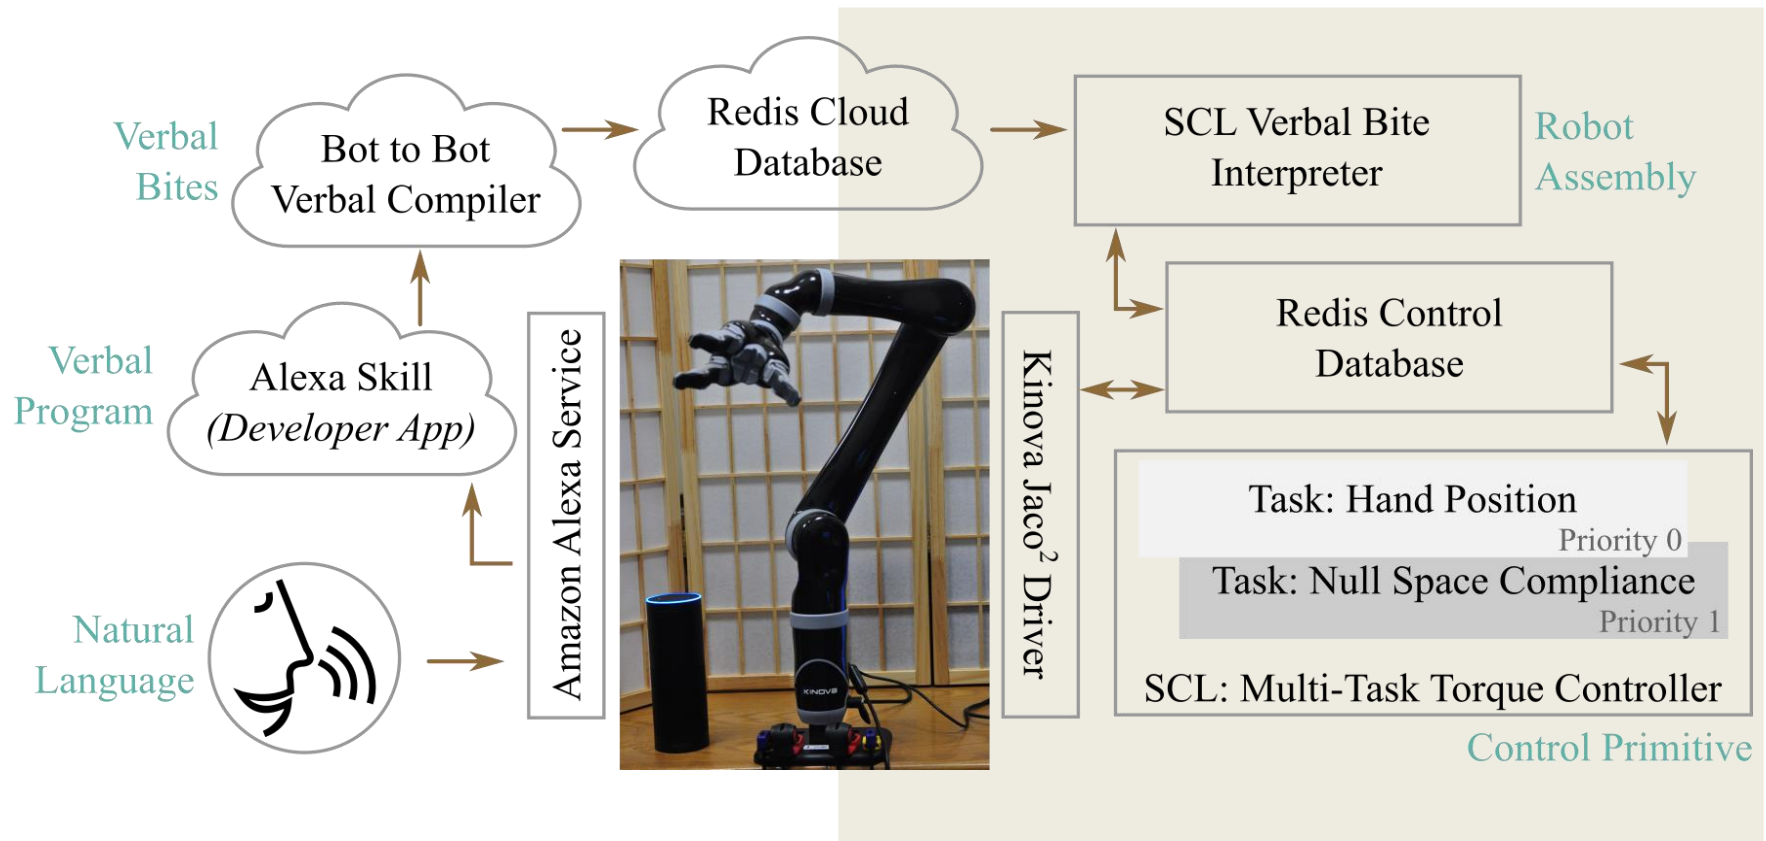 Verbal
Bites
Bot to Bot
Verbal Compiler
Redis Cloud
Database
SCL Verbal Bite
Interpreter
Robot
Assembly
Verbal
Program
Alexa Skill
(Developer App)
Amazon Alexa Service
Kinova Jaco² Driver
Redis Control
Database
Natural
Language
KINOVA
Task: Hand Position
Priority 0
Task: Null Space Compliance
Priority 1
SCL: Multi-Task Torque Controller
Control Primitive